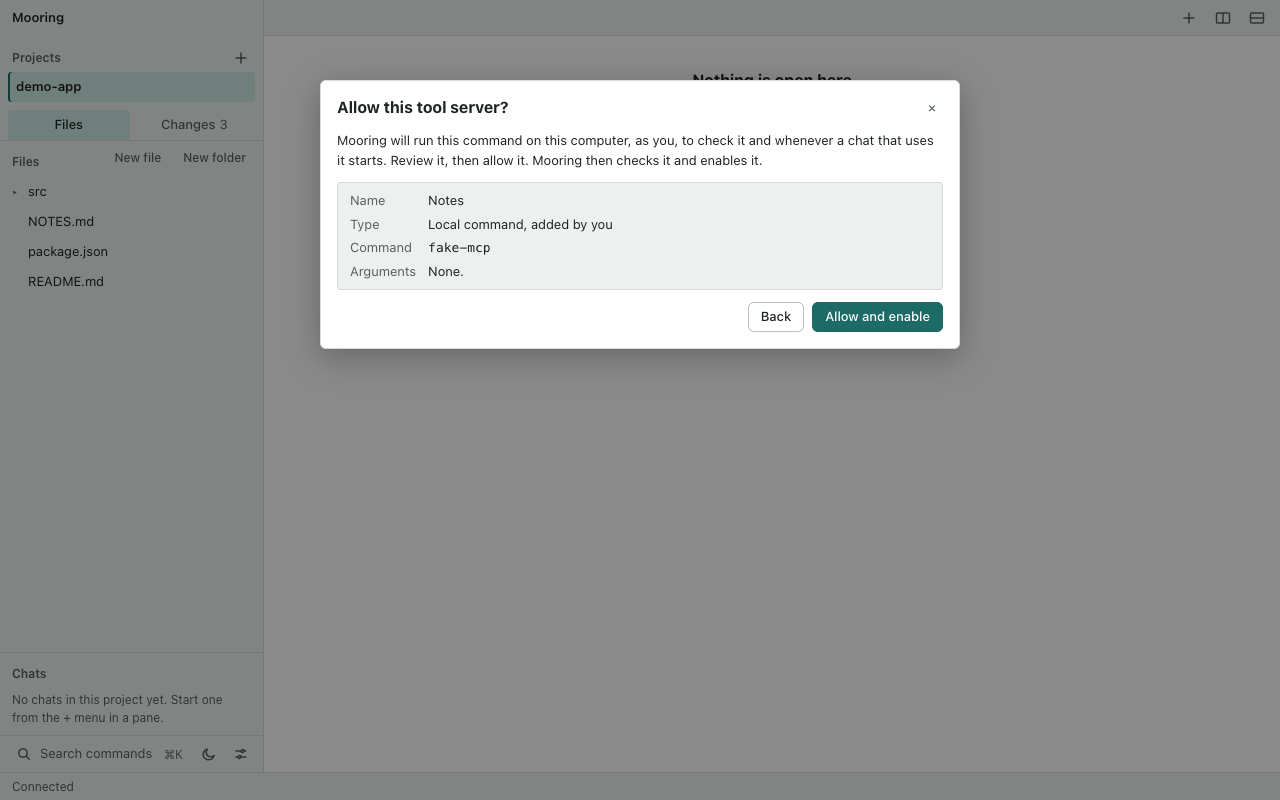 Mooring
Projects
demo-app
Files
Changes 3
Files
New file
New folder
src
NOTES.md
package.json
README.md
Chats
No chats in this project yet. Start one
from the + menu in a pane.
Search commands ⌘K
Connected
Nothing is open here
Allow this tool server?
Mooring will run this command on this computer, as you, to check it and whenever a chat that uses
it starts. Review it, then allow it. Mooring then checks it and enables it.
Name Notes
Type Local command, added by you
Command fake-mcp
Arguments None.
Back
Allow and enable